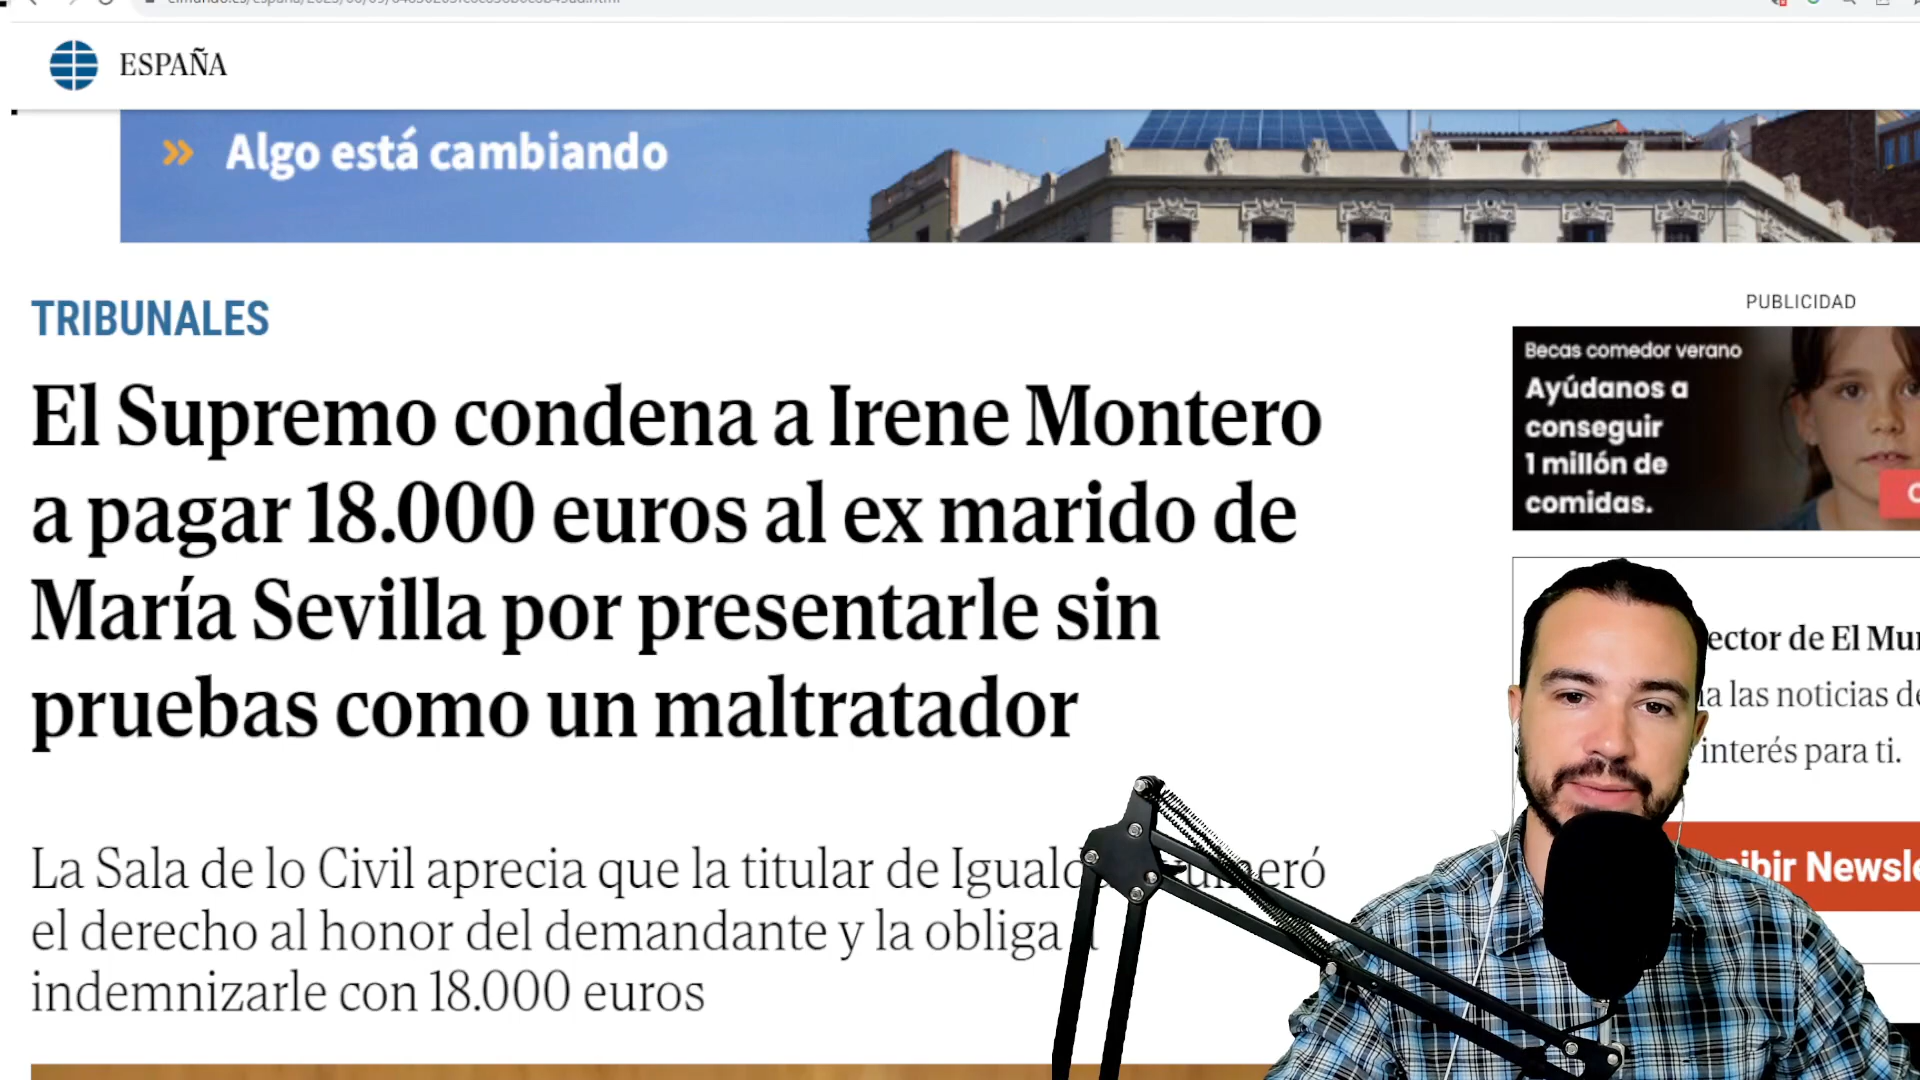 ESPAÑA
» Algo está cambiando
TRIBUNALES
PUBLICIDAD
El Supremo condena a Irene Montero
a pagar 18.000 euros al ex marido de
María Sevilla por presentarle sin
pruebas como un maltratador
La Sala de lo Civil aprecia que la titular de
el derecho al honor del demandante y la obliga
indemnizarle con 18.000 euros
Becas comedor verano
Ayúdanos a
conseguir
1 millón de
comidas.
de El
las noticias
interés para ti.